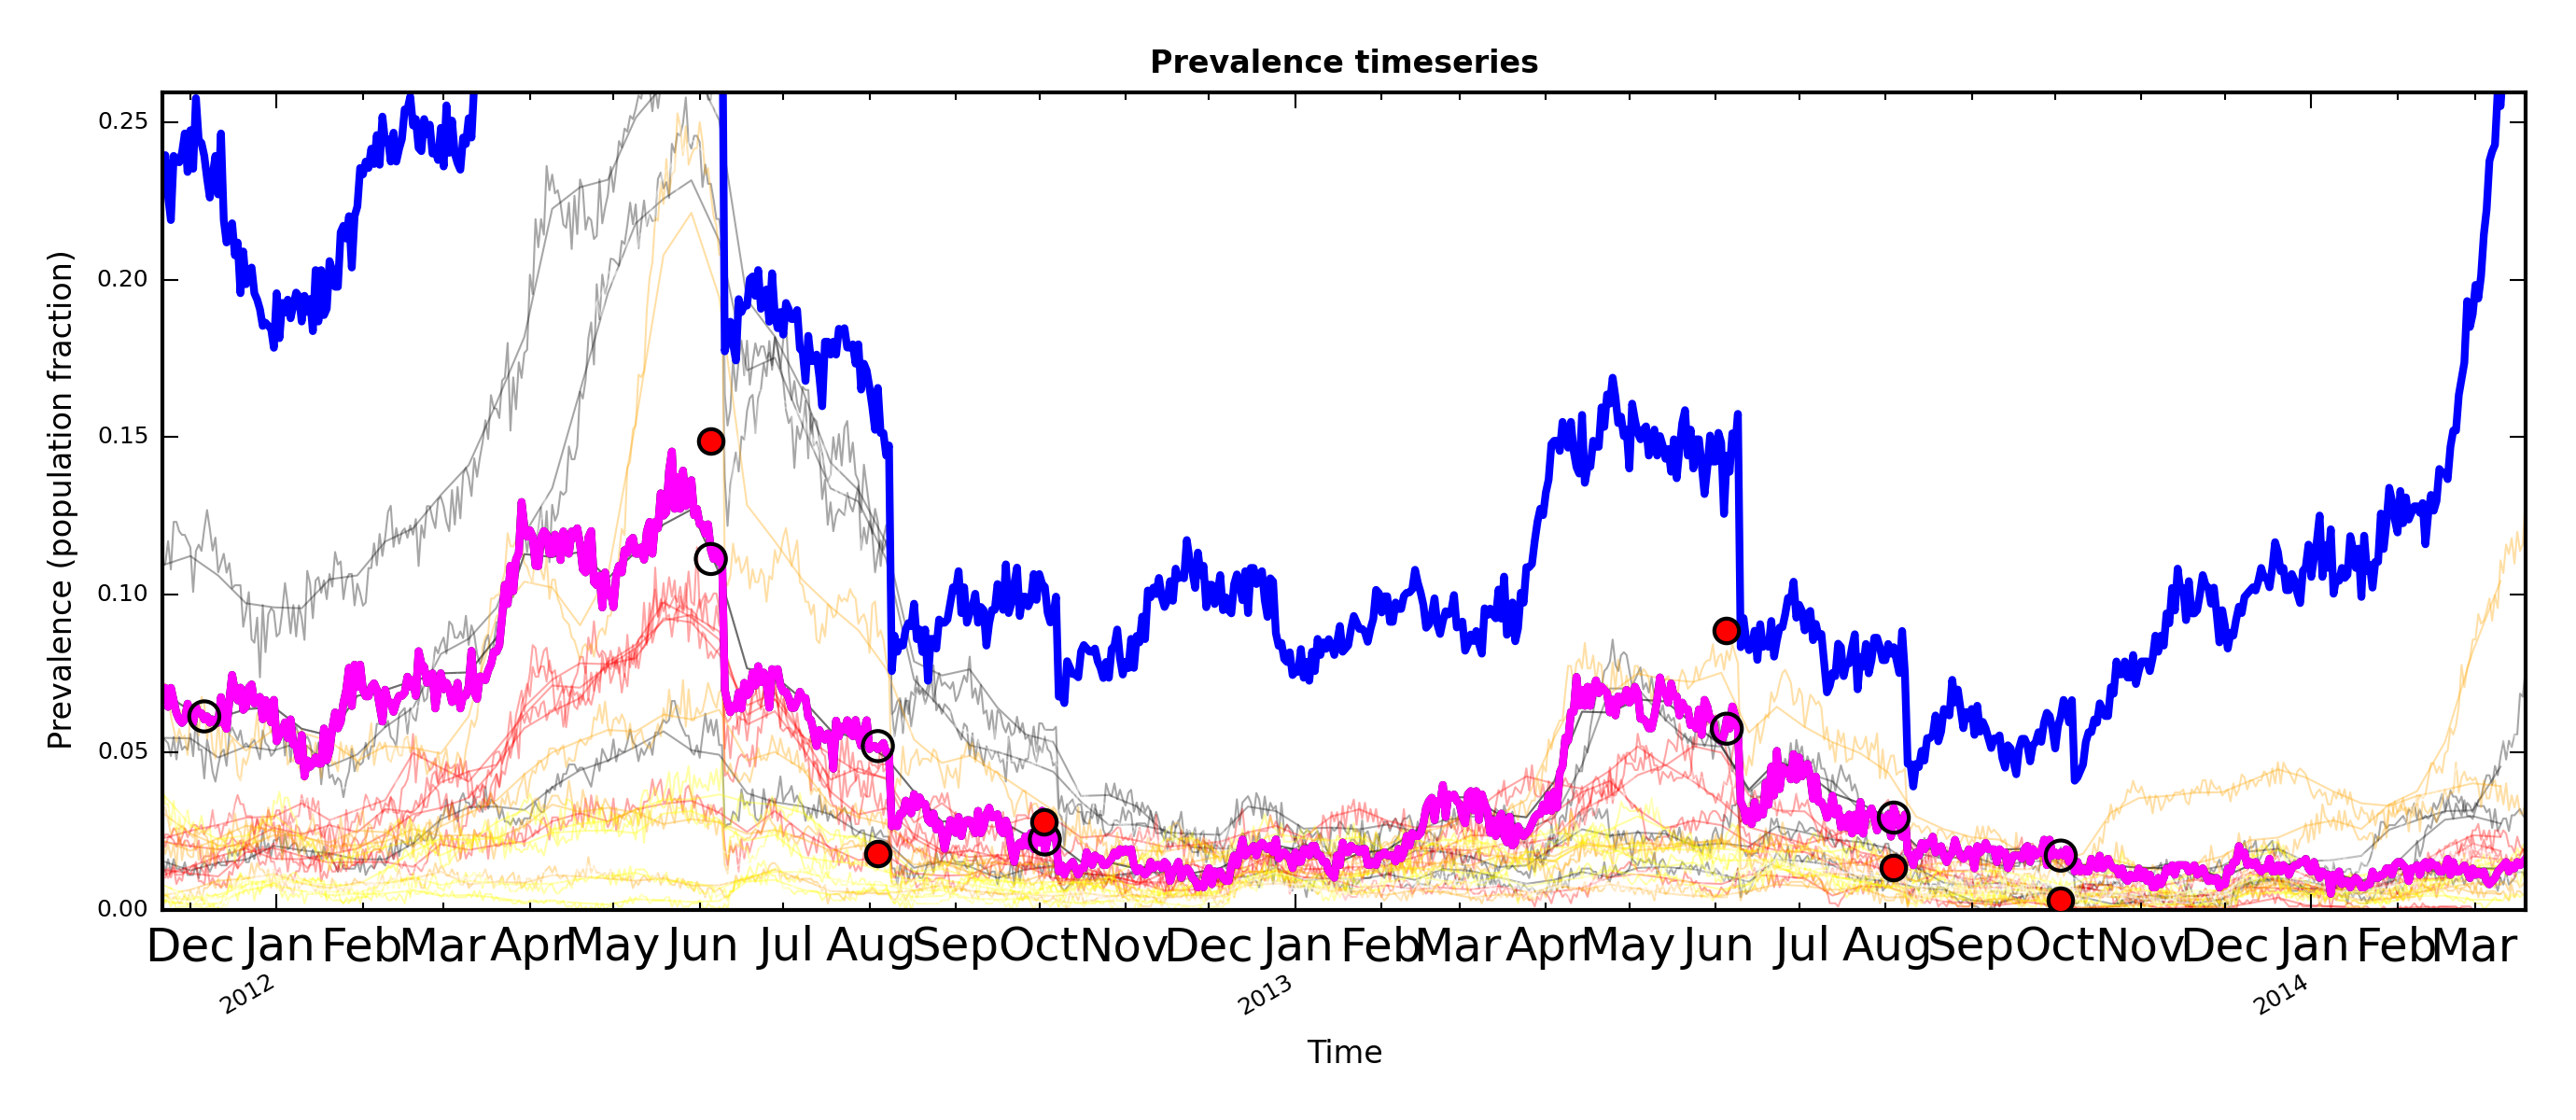 Prevalence timeseries
Prevalence (population fraction)
0.25
0.20
0.15
0.10
0.05
0.00
Dec Jan Feb Mar Apr May Jun Jul Aug Sep Oct Nov Dec Jan Feb Mar Apr May Jun Jul Aug Sep Oct Nov Dec Jan Feb Mar
2012 2013 2014
Time